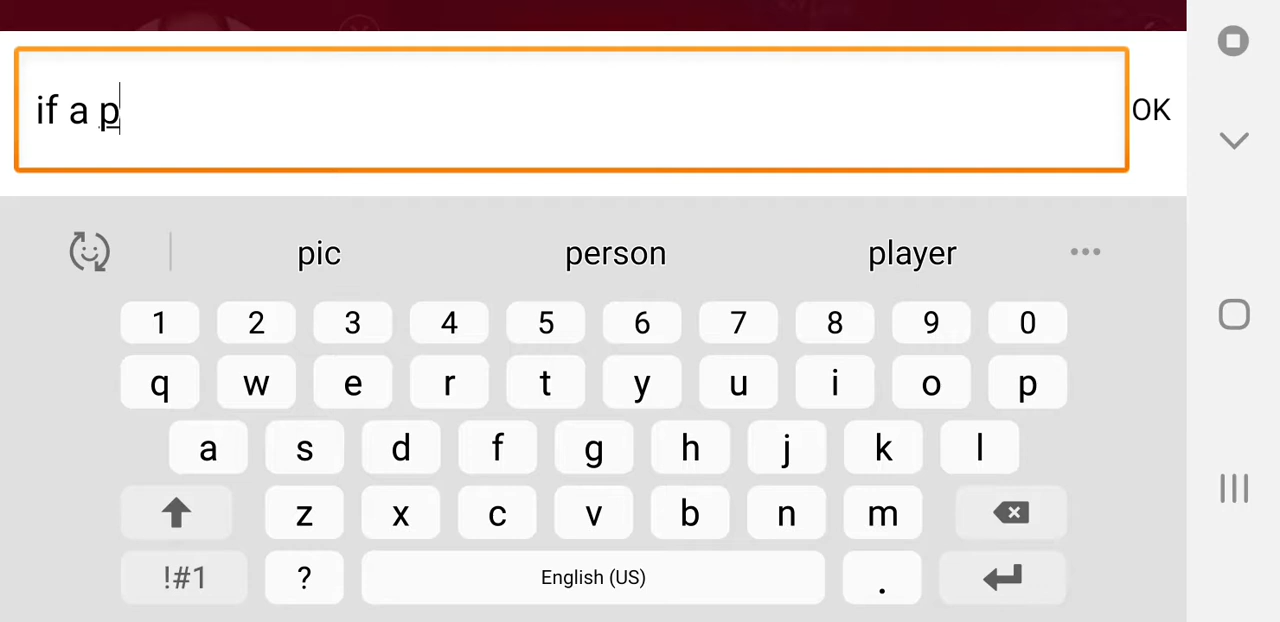 if a p
OK
pic person player •••
1 2 3 4 5 6 7 8 9 0
q w e r t y u i o p
a s d f g h j k l
z x c v b n m
!#1 ? English (US) .